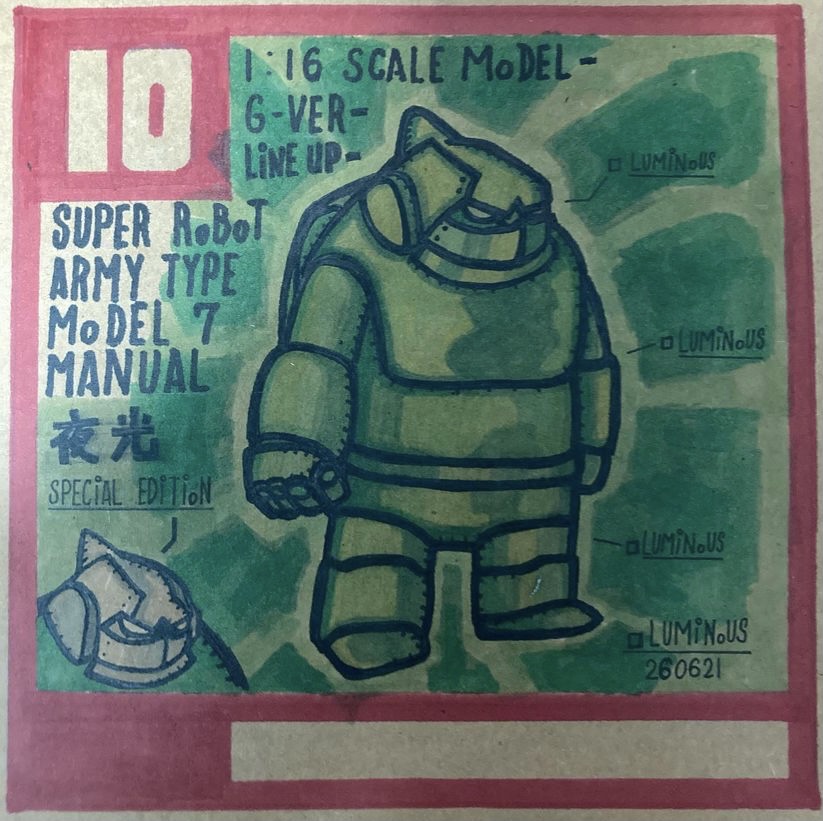 10
1:16 SCALE MoDEL-
G-VER-
LiNE UP-
SUPER RoBoT
ARMY TYPE
MoDEL 7
MANUAL
夜光
SPECiAL EDiTioN
LUMiNoUS
LUMiNoUS
LUMiNoUS
LUMiNoUS
260621